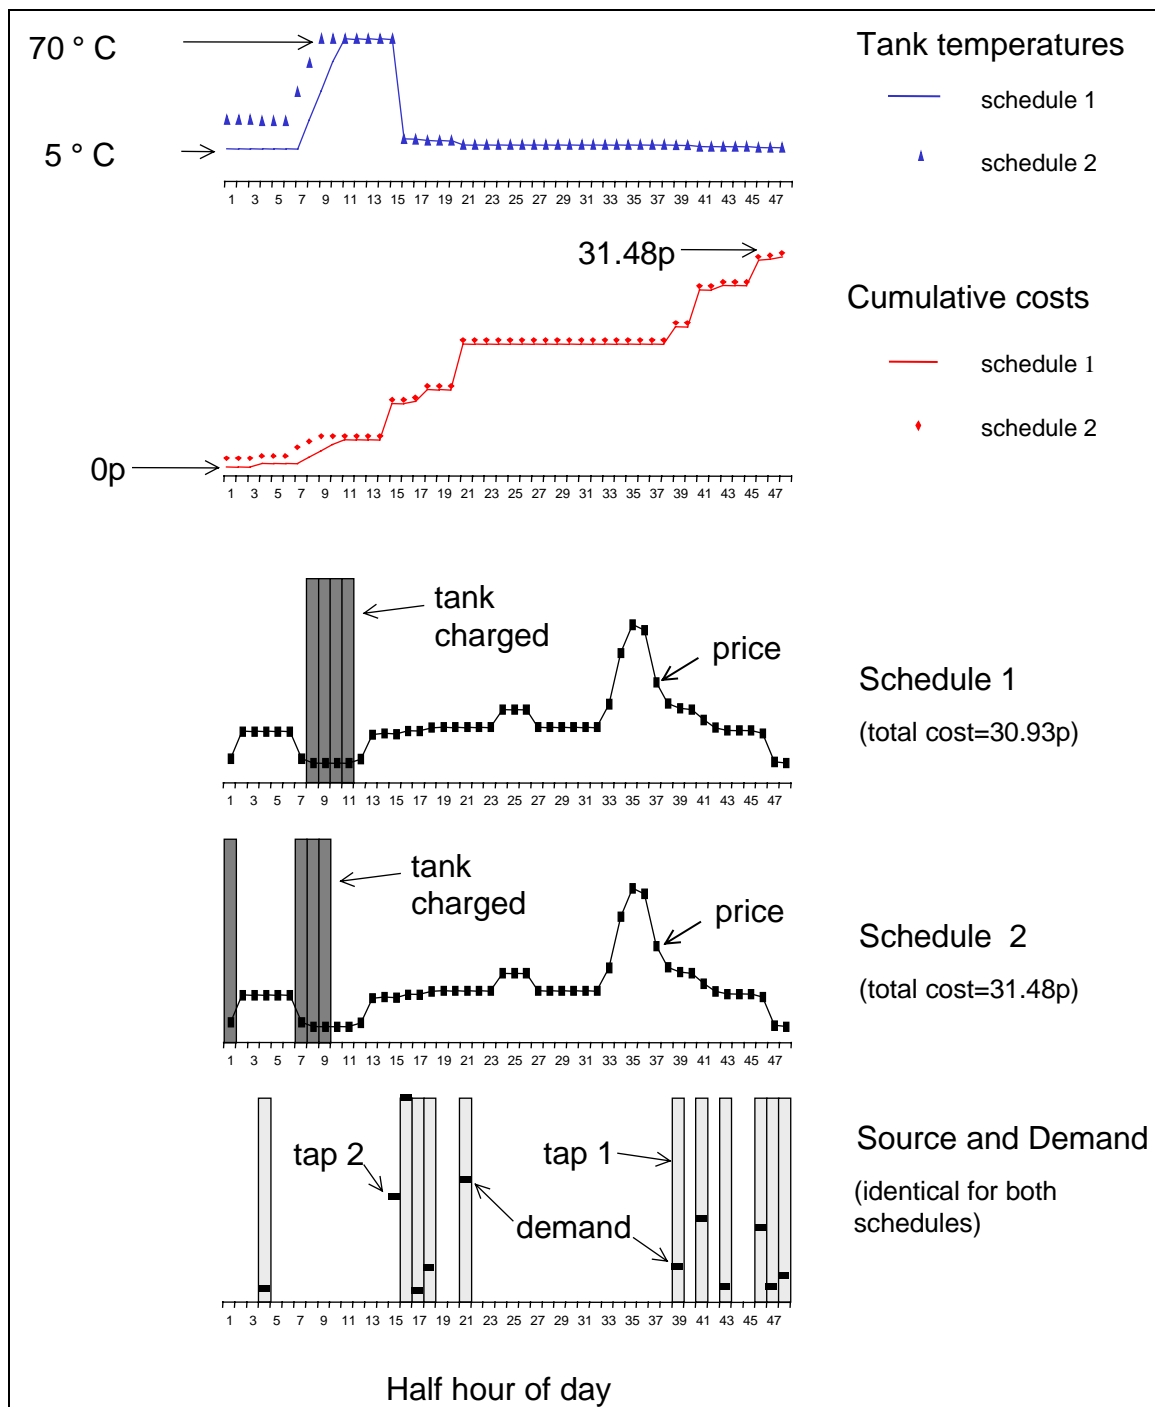 70 ° C
5 ° C
Tank temperatures
schedule 1
schedule 2
1 3 5 7 9 11 13 15 17 19 21 23 25 27 29 31 33 35 37 39 41 43 45 47
31.48p
0p
Cumulative costs
schedule 1
schedule 2
1 3 5 7 9 11 13 15 17 19 21 23 25 27 29 31 33 35 37 39 41 43 45 47
tank
charged
price
Schedule 1
(total cost=30.93p)
1 3 5 7 9 11 13 15 17 19 21 23 25 27 29 31 33 35 37 39 41 43 45 47
tank
charged
price
Schedule 2
(total cost=31.48p)
1 3 5 7 9 11 13 15 17 19 21 23 25 27 29 31 33 35 37 39 41 43 45 47
tap 2
tap 1
demand
Source and Demand
(identical for both
schedules)
1 3 5 7 9 11 13 15 17 19 21 23 25 27 29 31 33 35 37 39 41 43 45 47
Half hour of day